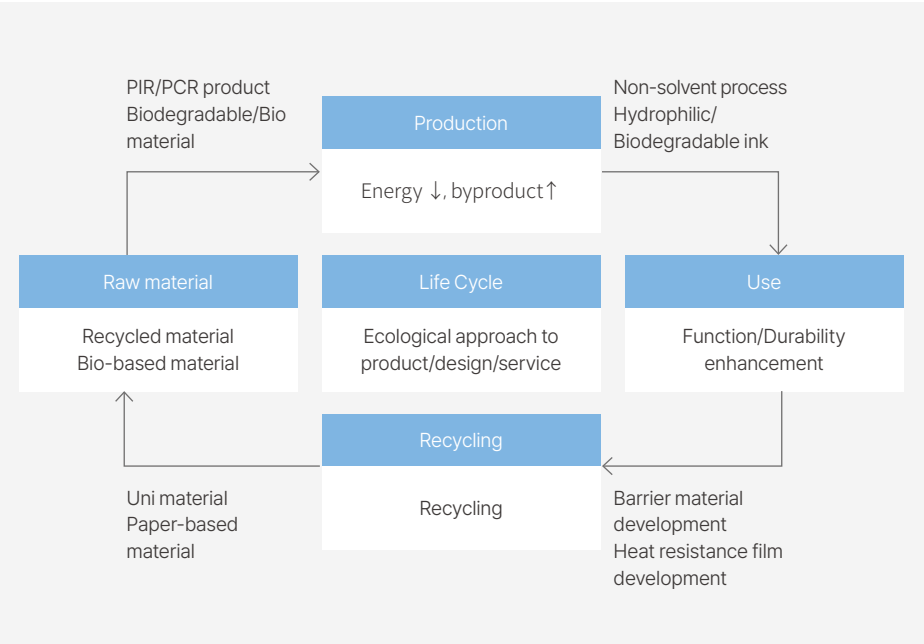 PIR/PCR product
Biodegradable/Bio
material
Production
Energy ↓, byproduct↑
Non-solvent process
Hydrophilic/
Biodegradable ink
Raw material
Recycled material
Bio-based material
Life Cycle
Ecological approach to
product/design/service
Use
Function/Durability
enhancement
Uni material
Paper-based
material
Recycling
Recycling
Barrier material
development
Heat resistance film
development